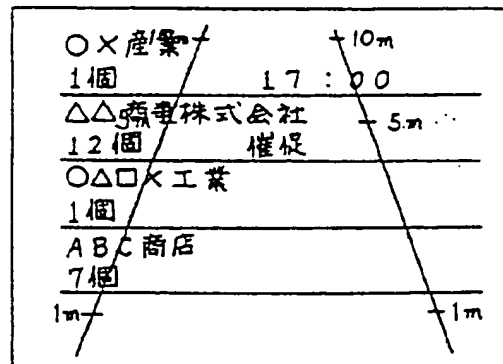 ○×産業 10m
1個 17:00
△△商事株式会社 5m
12個 催促
○△□×工業
1個
ABC商店
7個
1m 1m